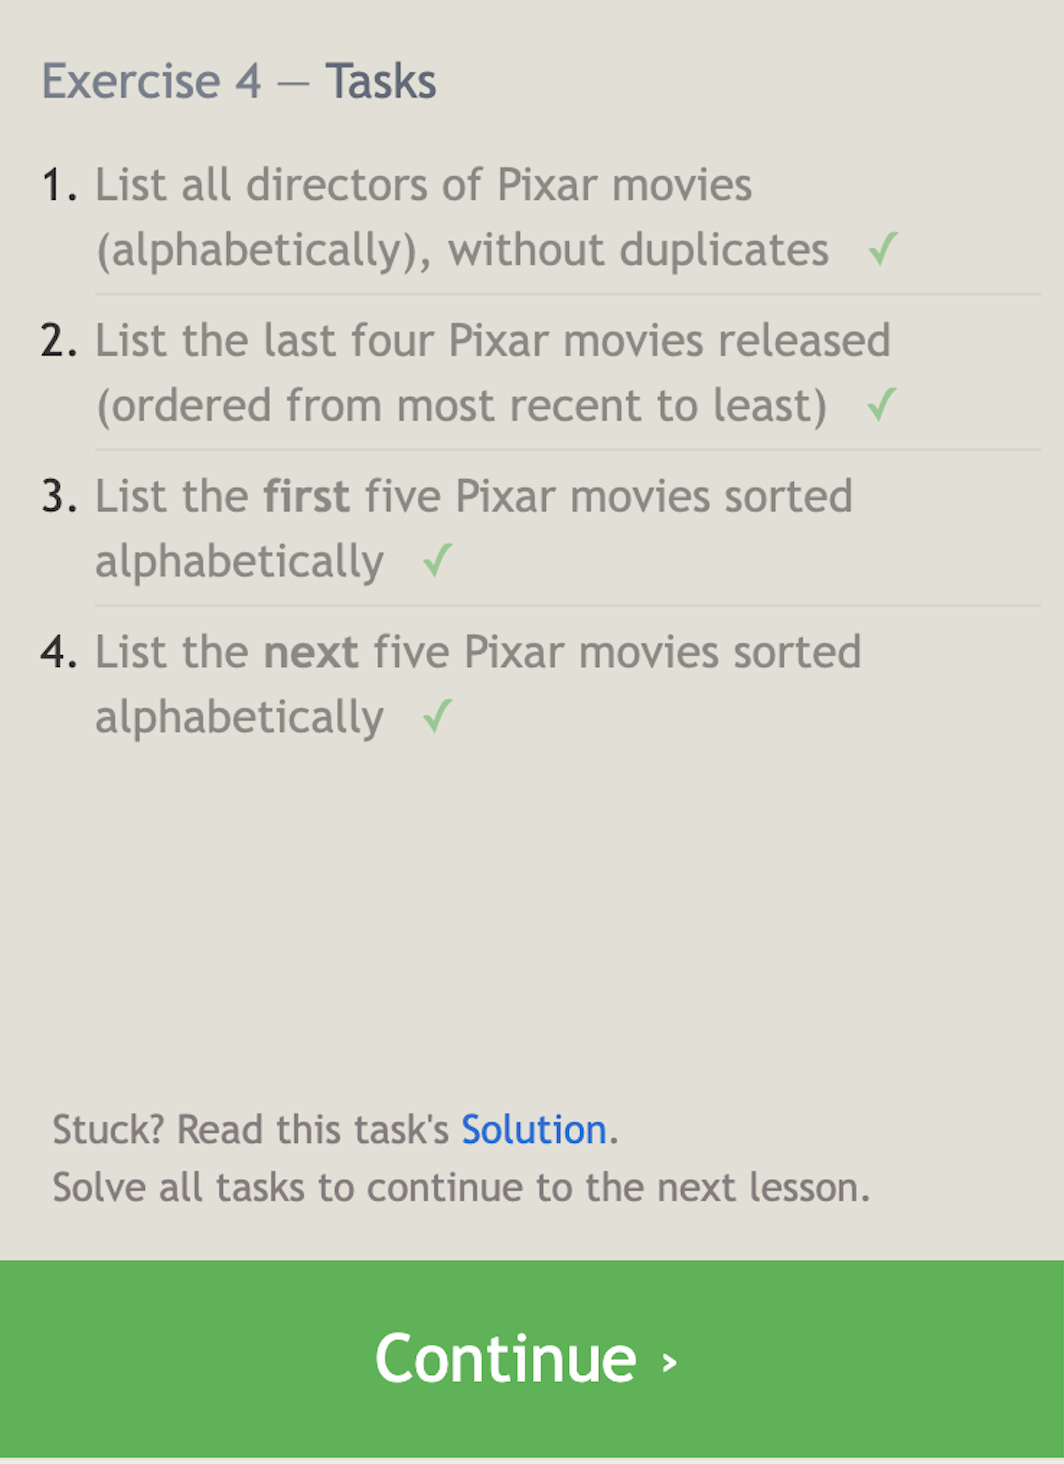 Exercise 4 — Tasks
1. List all directors of Pixar movies
(alphabetically), without duplicates ✓
2. List the last four Pixar movies released
(ordered from most recent to least) ✓
3. List the first five Pixar movies sorted
alphabetically ✓
4. List the next five Pixar movies sorted
alphabetically ✓
Stuck? Read this task's Solution.
Solve all tasks to continue to the next lesson.
Continue ›